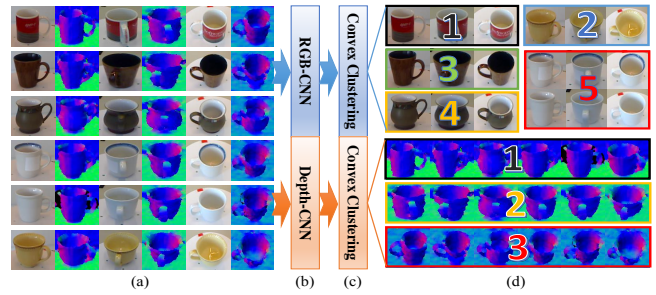 RGB-CNN
Convex Clustering
Depth-CNN
Convex Clustering
1
2
3
4
5
1
2
3
(a)
(b)
(c)
(d)